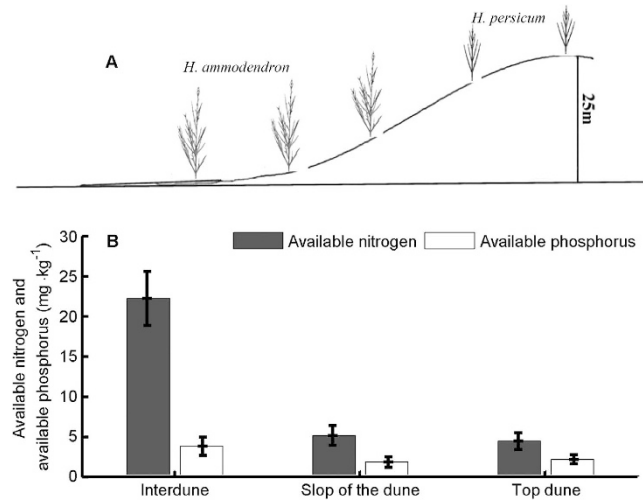 H. persicum
A
H. ammodendron
25m
B
Available nitrogen
Available phosphorus
Available nitrogen and
available phosphorus (mg ·kg-1)
30
25
20
15
10
5
0
Interdune
Slop of the dune
Top dune